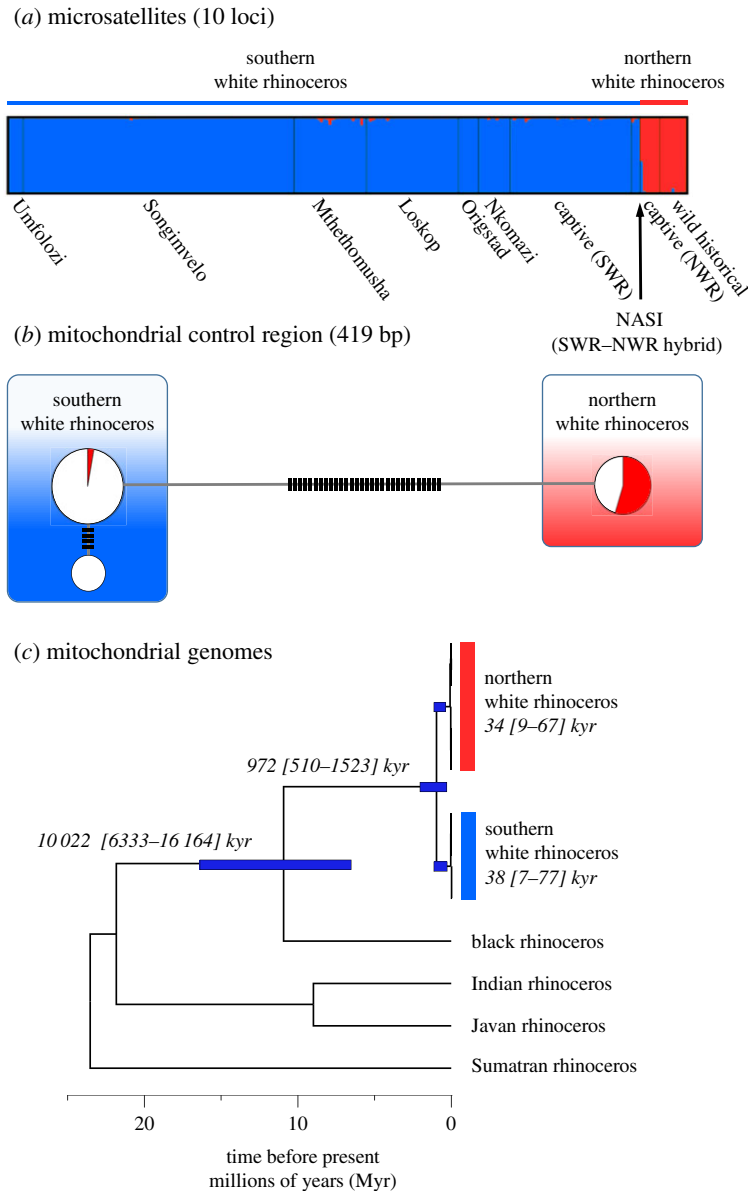 (a) microsatellites (10 loci)
southern
white rhinoceros
northern
white rhinoceros
Umfolozi
Songimvelo
Mthethomusha
Loskop
Origstad
Nkomazi
captive (SWR)
captive (NWR)
wild historical
NASI
(SWR–NWR hybrid)
(b) mitochondrial control region (419 bp)
southern
white rhinoceros
northern
white rhinoceros
(c) mitochondrial genomes
northern
white rhinoceros
34 [9–67] kyr
972 [510–1523] kyr
southern
white rhinoceros
38 [7–77] kyr
10 022 [6333–16 164] kyr
black rhinoceros
Indian rhinoceros
Javan rhinoceros
Sumatran rhinoceros
20 10 0
time before present
millions of years (Myr)